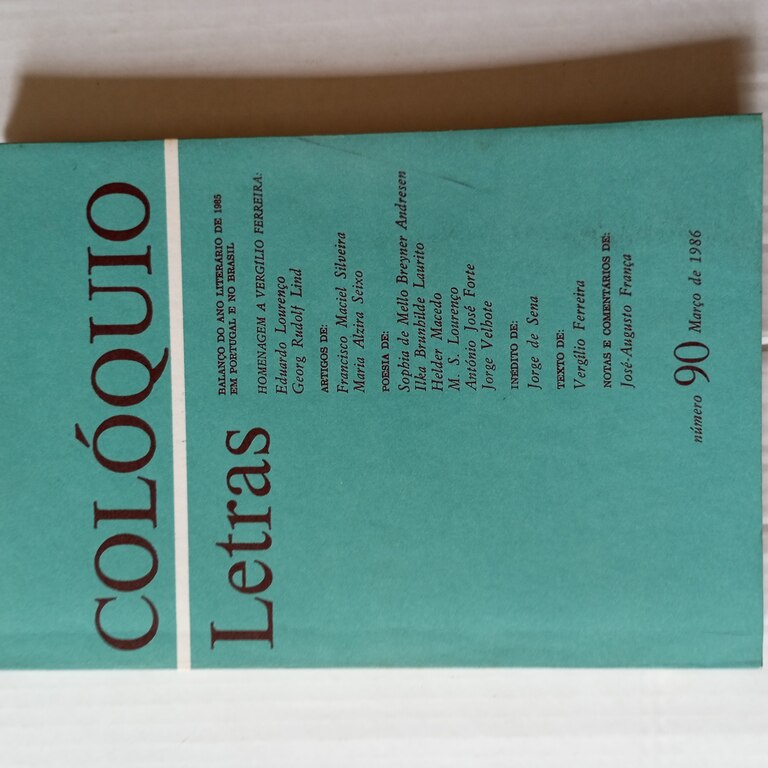 COLÓQUIO
Letras
BALANÇO DO ANO LITERÁRIO DE 1985
EM PORTUGAL E NO BRASIL
HOMENAGEM A VERGÍLIO FERREIRA:
Eduardo Lourenço
Georg Rudolf Lind
ARTIGOS DE:
Francisco Maciel Silveira
Maria Alzira Seixo
POESIA DE:
Sophia de Mello Breyner Andresen
Ilka Brunhilde Laurito
Helder Macedo
M. S. Lourenço
António José Forte
Jorge Velhote
INÉDITO DE:
Jorge de Sena
TEXTO DE:
Vergílio Ferreira
NOTAS E COMENTÁRIOS DE:
José-Augusto França
número 90 Março de 1986